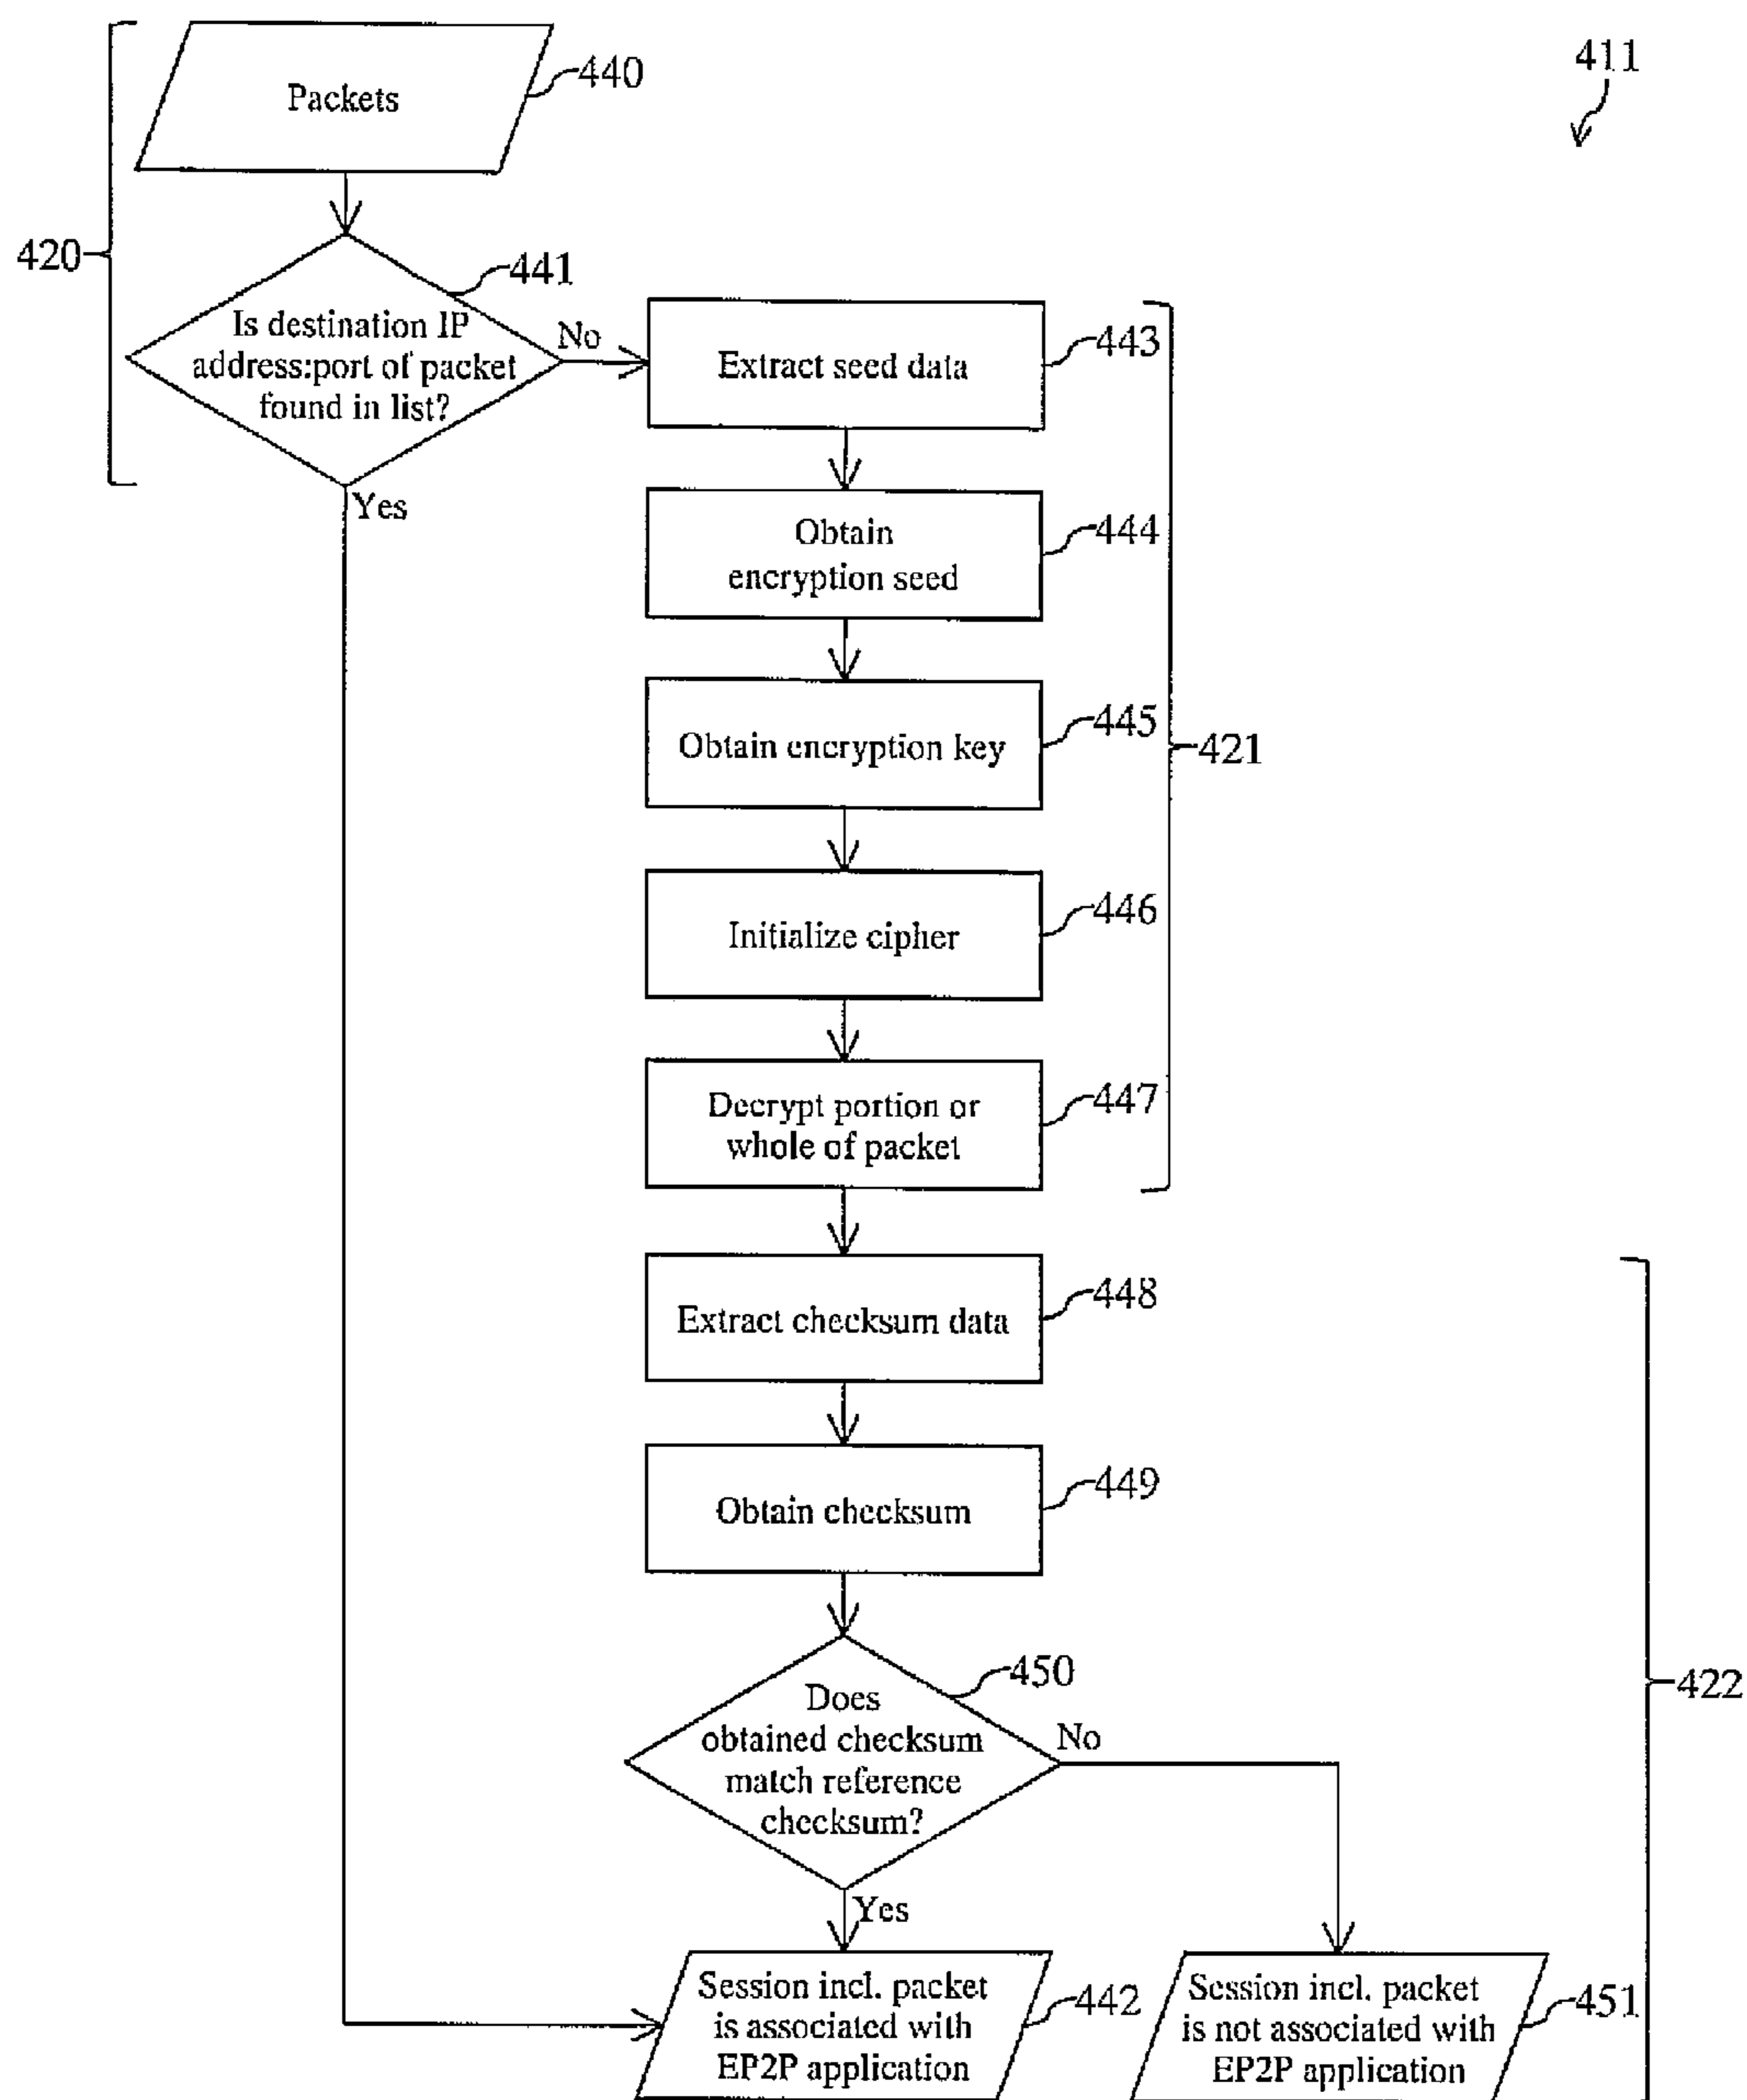 Packets
440
411
420
441
Is destination IP
address:port of packet
found in list?
No
Yes
Extract seed data
443
Obtain
encryption seed
444
Obtain encryption key
445
421
Initialize cipher
446
Decrypt portion or
whole of packet
447
Extract checksum data
448
Obtain checksum
449
450
Does
obtained checksum
match reference
checksum?
No
Yes
422
Session incl. packet
is associated with
EP2P application
442
Session incl. packet
is not associated with
EP2P application
451